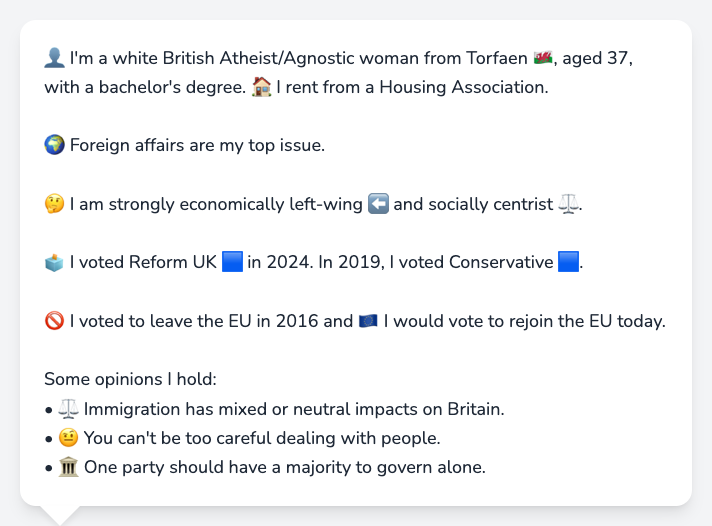 👤 I'm a white British Atheist/Agnostic woman from Torfaen 🏴󠁧󠁢󠁷󠁬󠁳󠁿, aged 37,
with a bachelor's degree. 🏠 I rent from a Housing Association.
🌍 Foreign affairs are my top issue.
🤔 I am strongly economically left-wing ⬅️ and socially centrist ⚖️.
🗳️ I voted Reform UK 🟦 in 2024. In 2019, I voted Conservative 🟦.
🚫 I voted to leave the EU in 2016 and 🇪🇺 I would vote to rejoin the EU today.
Some opinions I hold:
• ⚖️ Immigration has mixed or neutral impacts on Britain.
• 🤨 You can't be too careful dealing with people.
• 🏛️ One party should have a majority to govern alone.